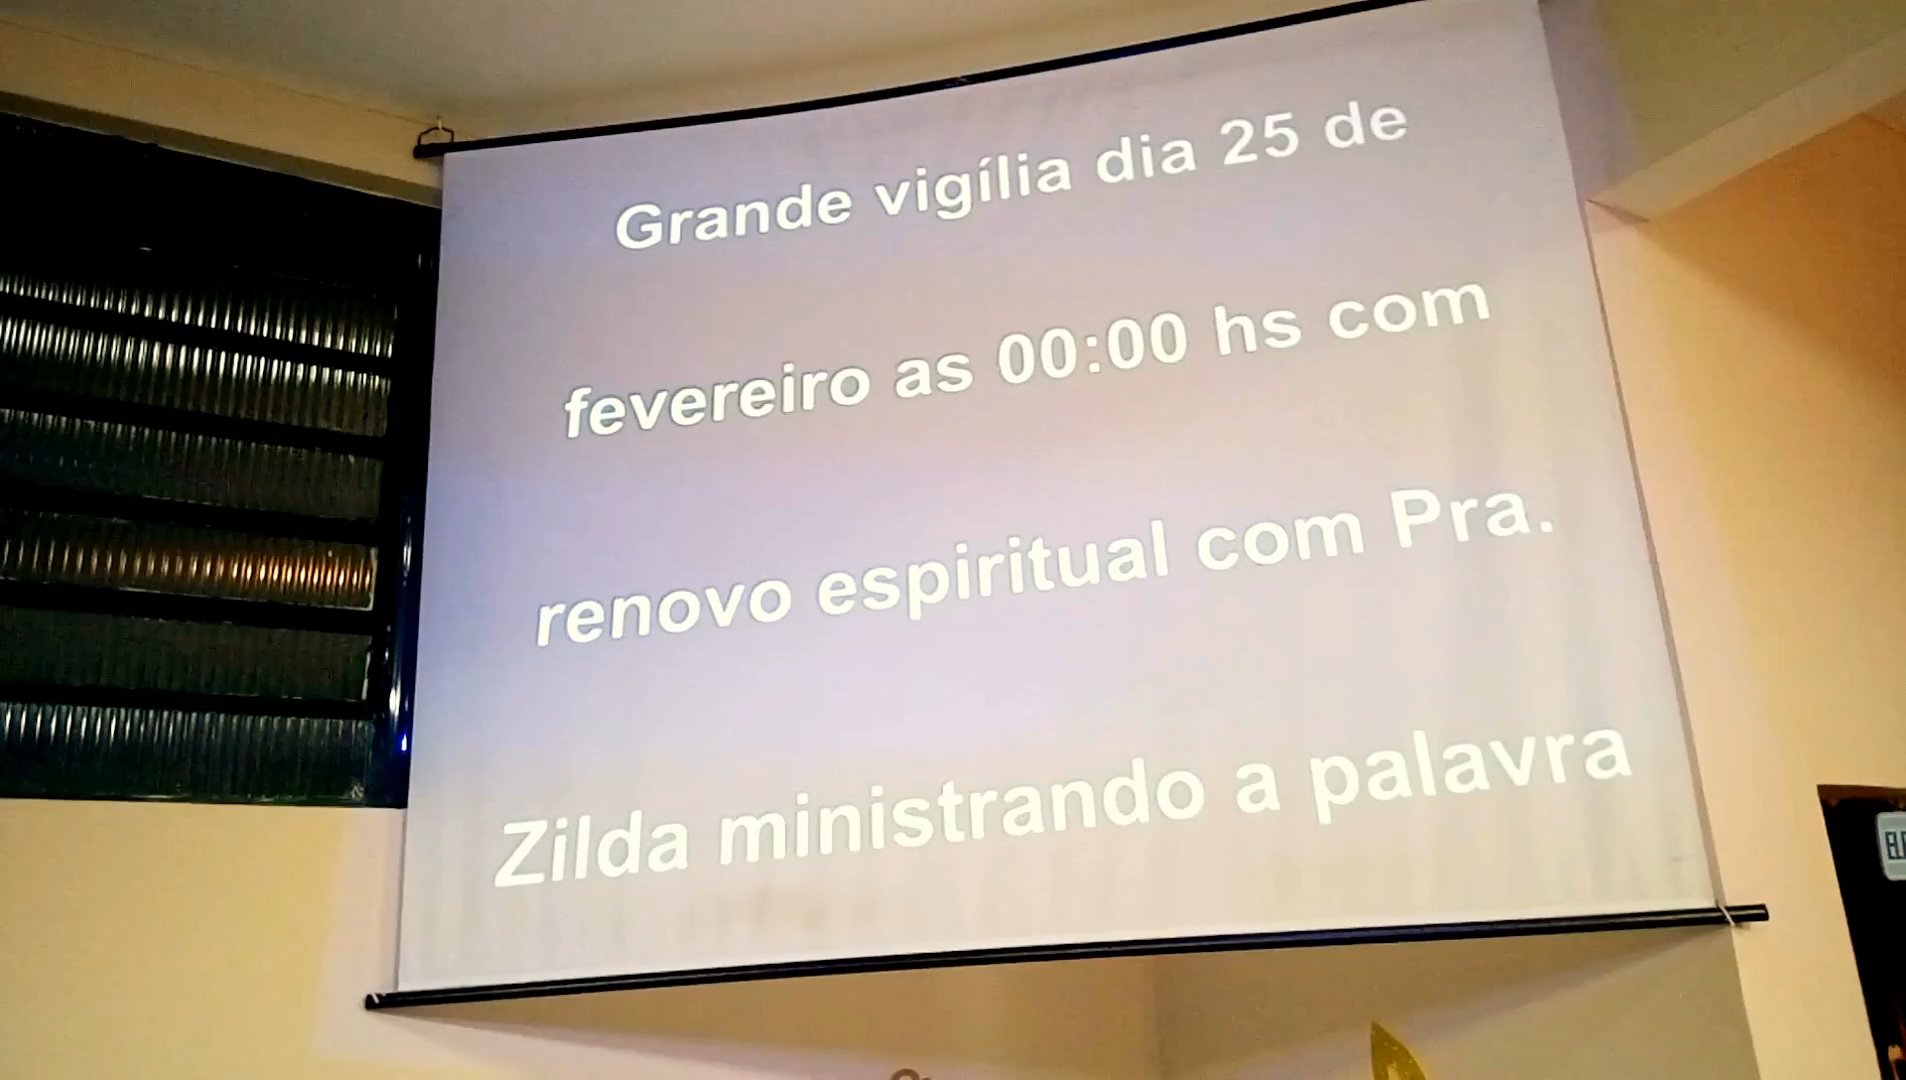 Grande vigília dia 25 de
fevereiro as 00:00 hs com
renovo espiritual com Pra.
Zilda ministrando a palavra